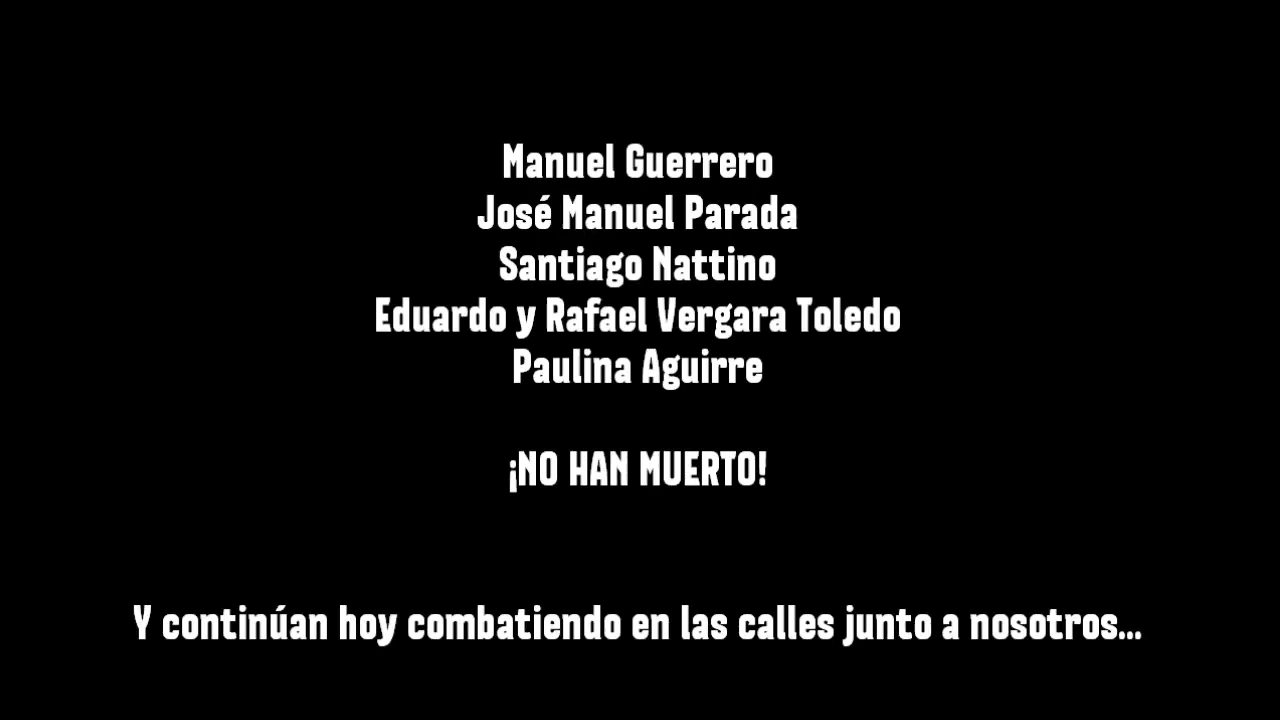 Manuel Guerrero
José Manuel Parada
Santiago Nattino
Eduardo y Rafael Vergara Toledo
Paulina Aguirre
¡NO HAN MUERTO!
Y continúan hoy combatiendo en las calles junto a nosotros...